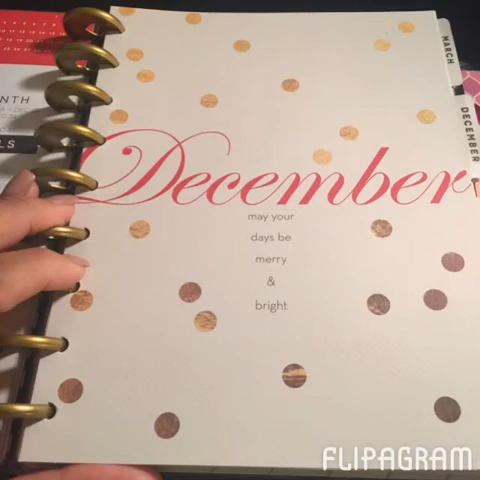 MARCH
DECEMBER
NTH
LS
December
may your
days be
merry
&
bright
FLIPAGRAM